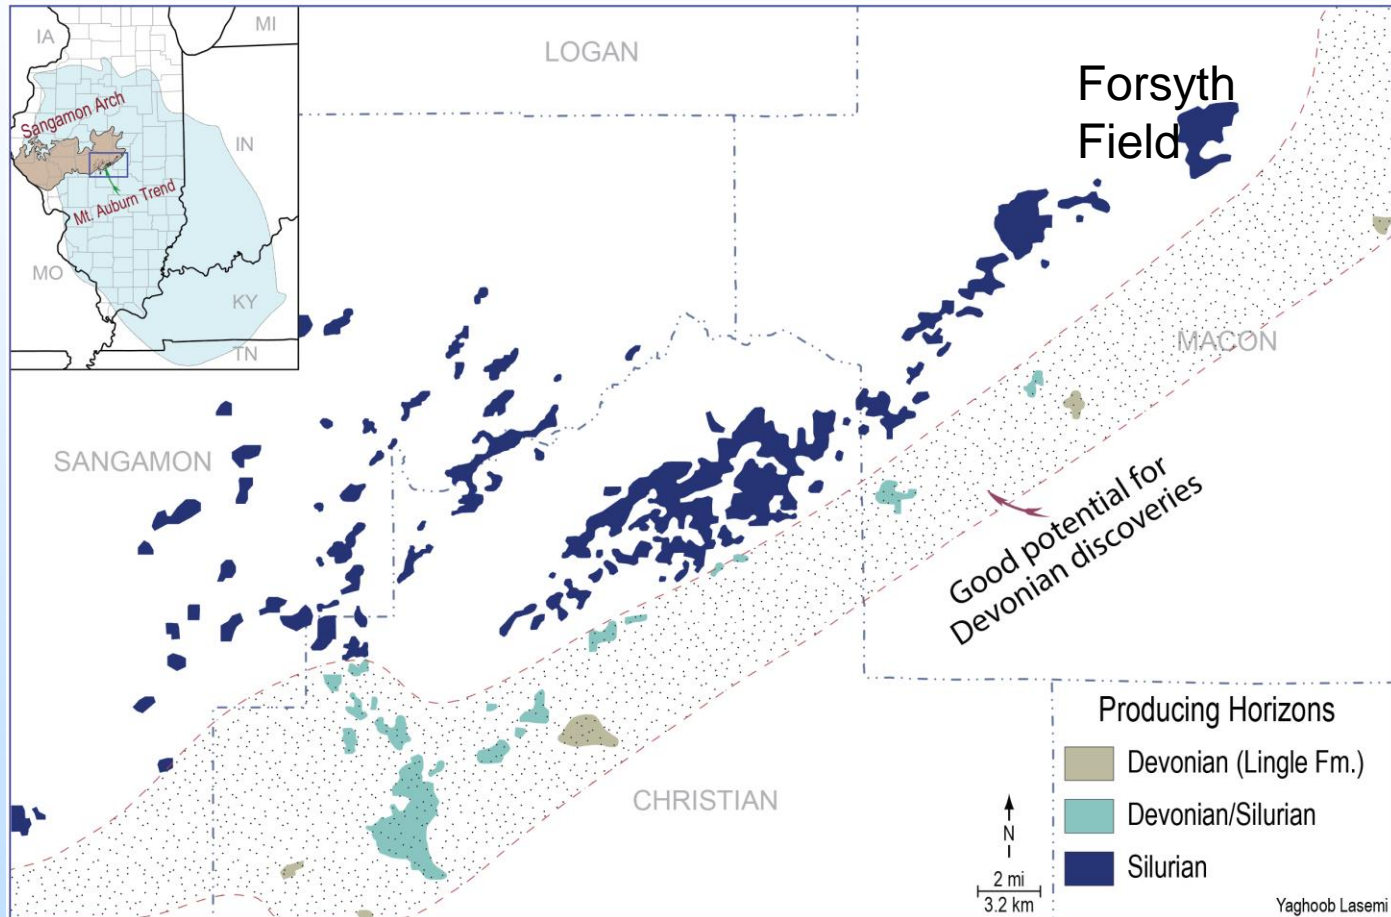 IA
MI
Sangamon Arch
IN
Mt. Auburn Trend
MO
KY
TN
LOGAN
Forsyth
Field
MACON
SANGAMON
Good potential for
Devonian discoveries
CHRISTIAN
N
2 mi
3.2 km
Producing Horizons
Devonian (Lingle Fm.)
Devonian/Silurian
Silurian
Yaghoob Lasemi